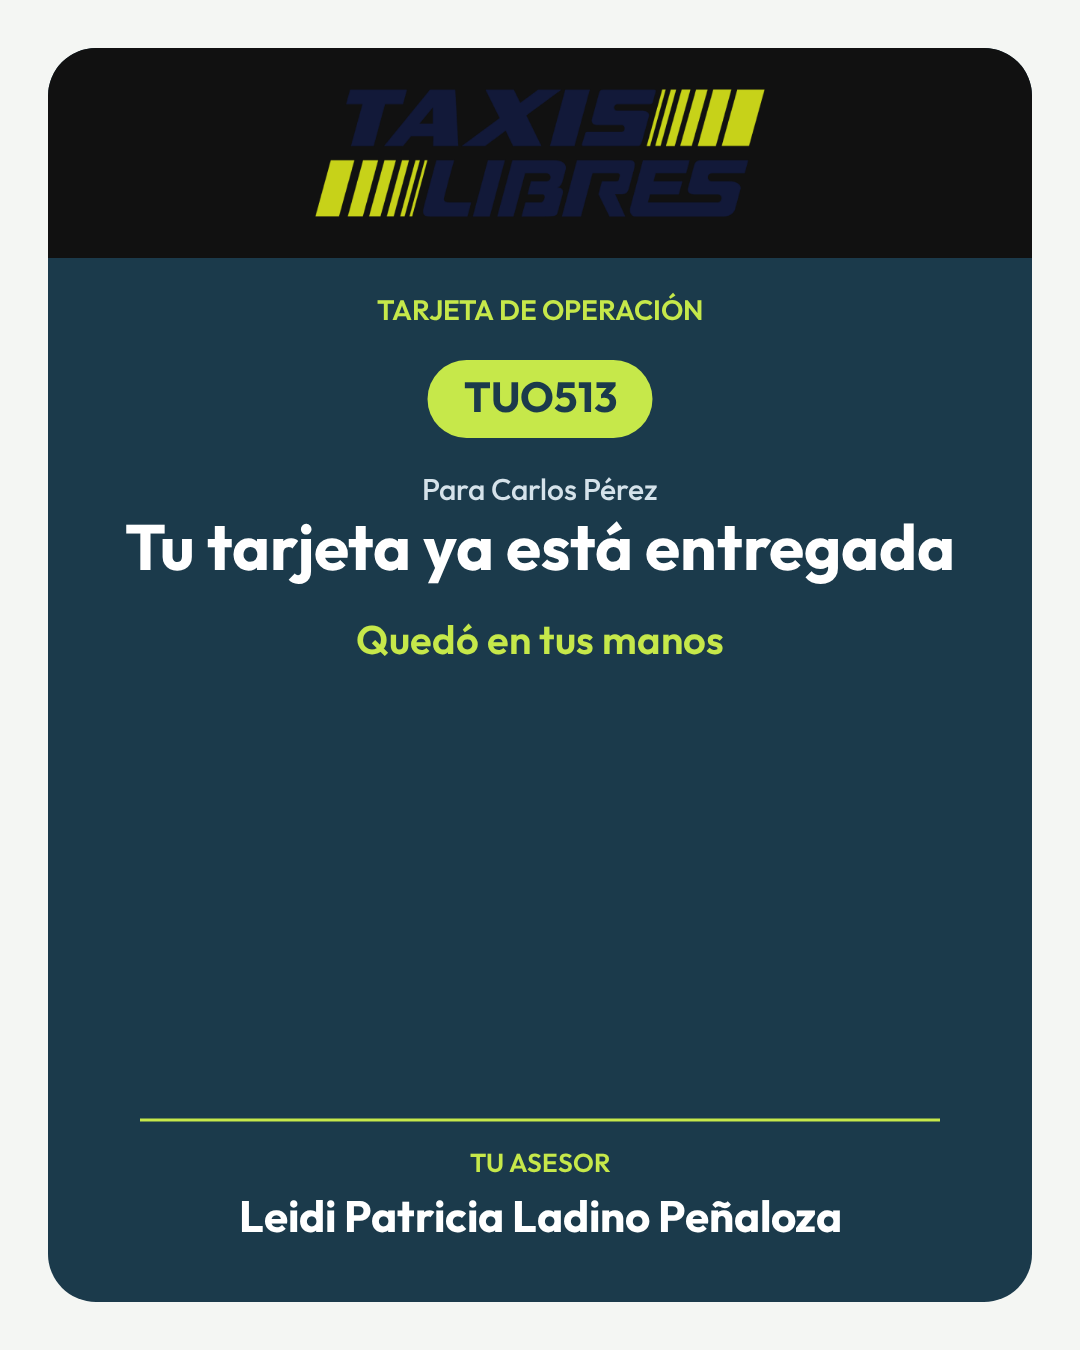 TAXIS
LIBRES
TARJETA DE OPERACIÓN
TUO513
Para Carlos Pérez
Tu tarjeta ya está entregada
Quedó en tus manos
TU ASESOR
Leidi Patricia Ladino Peñaloza